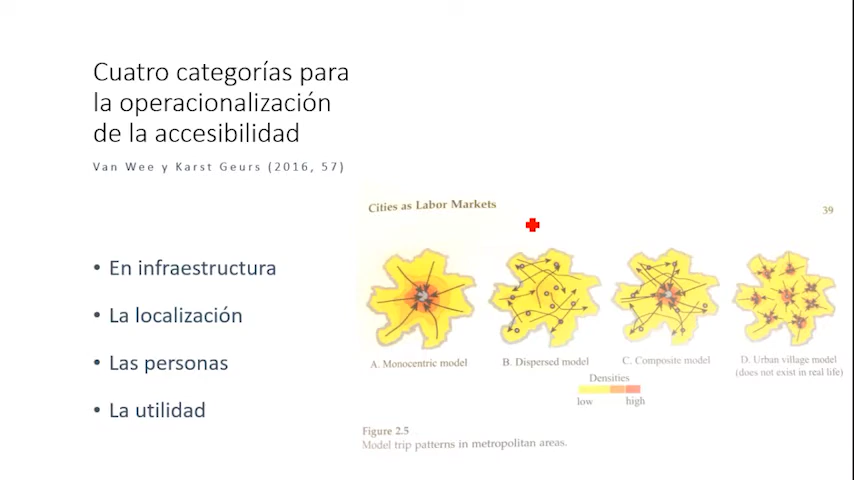 Cuatro categorías para
la operacionalización
de la accesibilidad
Van Wee y Karst Geurs (2016, 57)
• En infraestructura
• La localización
• Las personas
• La utilidad
Cities as Labor Markets 39
A. Monocentric model
B. Dispersed model
C. Composite model
D. Urban village model
(does not exist in real life)
Densities
low high
Figure 2.5
Model trip patterns in metropolitan areas.